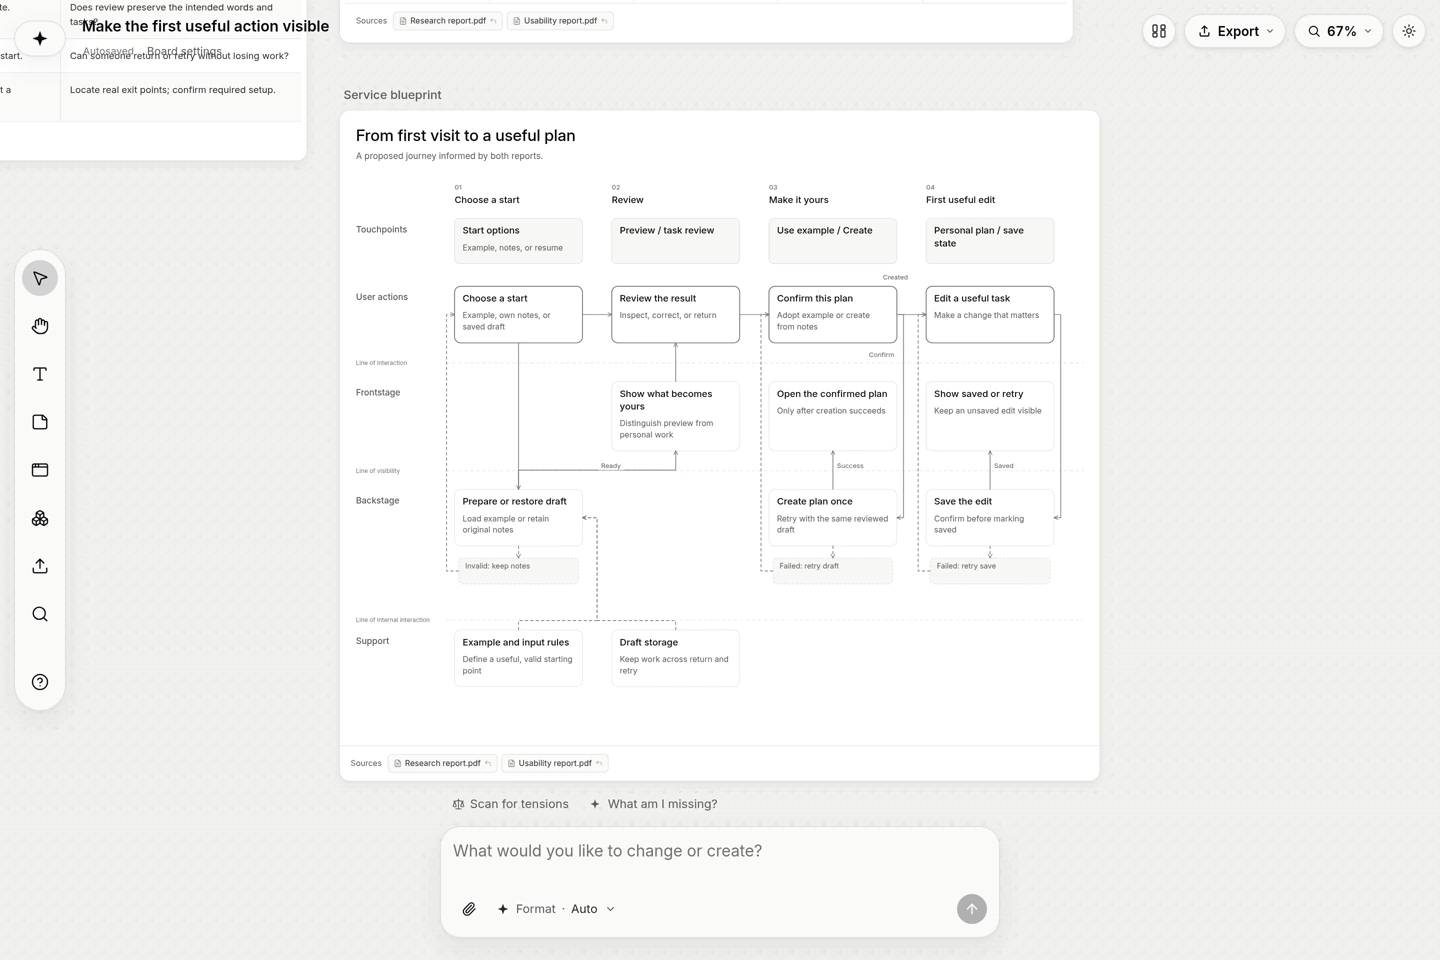 te.
Does review preserve the intended words and
tasks?
Make the first useful action visible
Autosaved
Board settings
start.
Can someone return or retry without losing work?
t a
Locate real exit points; confirm required setup.
Sources
Research report.pdf
Usability report.pdf
Export
67%
Service blueprint
From first visit to a useful plan
A proposed journey informed by both reports.
01
Choose a start
02
Review
03
Make it yours
04
First useful edit
Touchpoints
Start options
Example, notes, or resume
Preview / task review
Use example / Create
Personal plan / save
state
Created
User actions
Choose a start
Example, own notes, or
saved draft
Review the result
Inspect, correct, or return
Confirm this plan
Adopt example or create
from notes
Edit a useful task
Make a change that matters
Confirm
Line of interaction
Frontstage
Show what becomes
yours
Distinguish preview from
personal work
Open the confirmed plan
Only after creation succeeds
Show saved or retry
Keep an unsaved edit visible
Ready
Success
Saved
Line of visibility
Backstage
Prepare or restore draft
Load example or retain
original notes
Create plan once
Retry with the same reviewed
draft
Save the edit
Confirm before marking
saved
Invalid: keep notes
Failed: retry draft
Failed: retry save
Line of internal interaction
Support
Example and input rules
Define a useful, valid starting
point
Draft storage
Keep work across return and
retry
Sources
Research report.pdf
Usability report.pdf
Scan for tensions
What am I missing?
What would you like to change or create?
Format · Auto